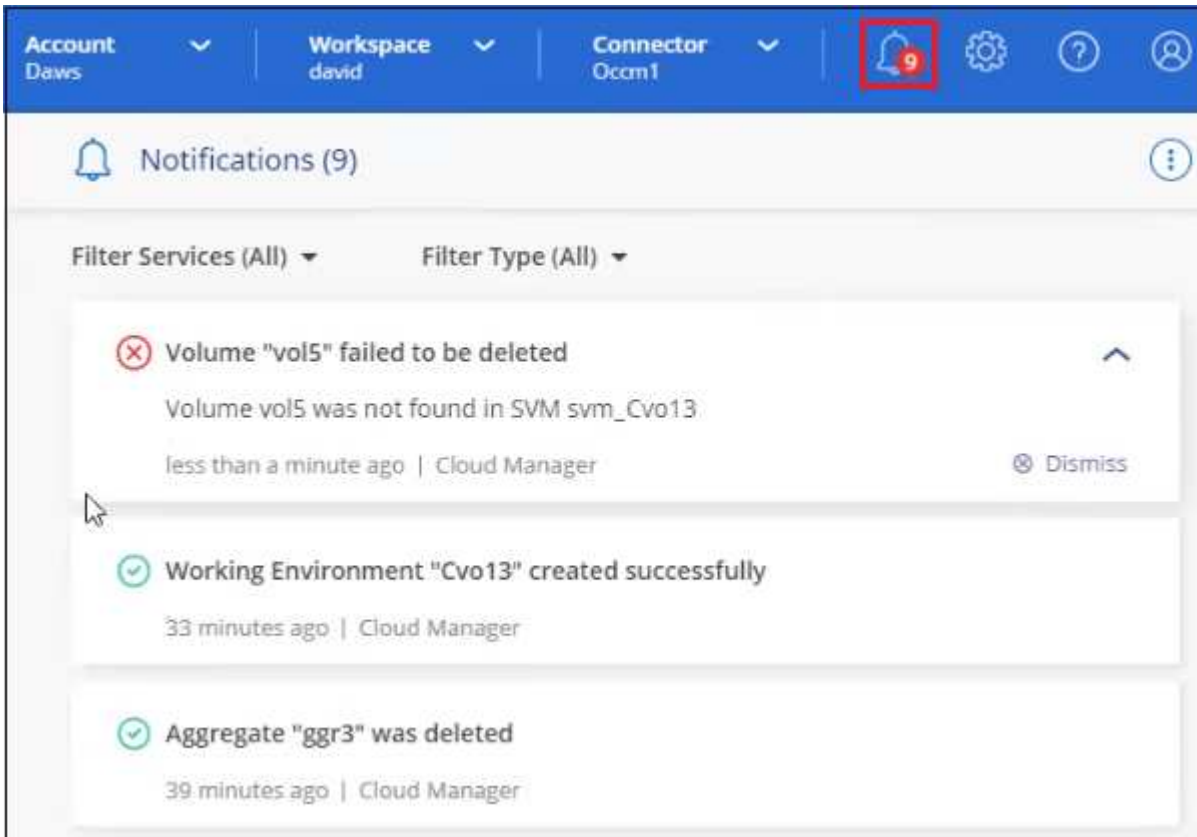 Account
Daws
Workspace
david
Connector
Occm1
9
Notifications (9)
Filter Services (All)
Filter Type (All)
Volume "vol5" failed to be deleted
Volume vol5 was not found in SVM svm_Cvo13
less than a minute ago | Cloud Manager
Dismiss
Working Environment "Cvo13" created successfully
33 minutes ago | Cloud Manager
Aggregate "ggr3" was deleted
39 minutes ago | Cloud Manager